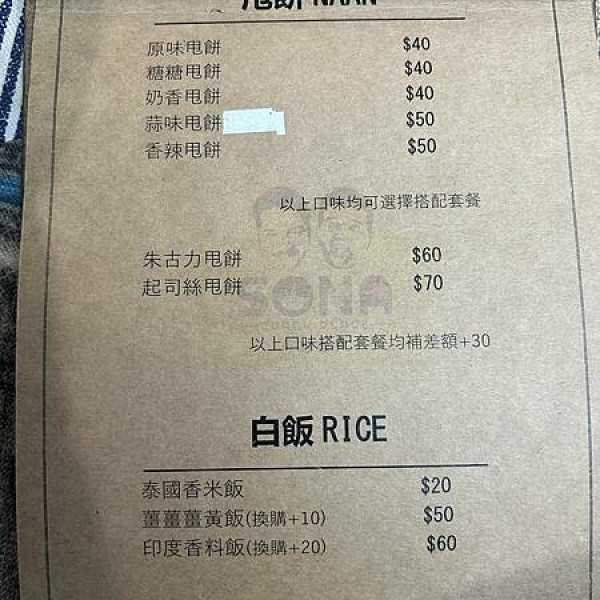 甩餅 NAAN
原味甩餅 $40
糖糖甩餅 $40
奶香甩餅 $40
蒜味甩餅 $50
香辣甩餅 $50
以上口味均可選擇搭配套餐
朱古力甩餅 $60
起司絲甩餅 $70
SONA
以上口味搭配套餐均補差額+30
白飯 RICE
泰國香米飯 $20
薑薑薑黃飯(換購+10) $50
印度香料飯(換購+20) $60